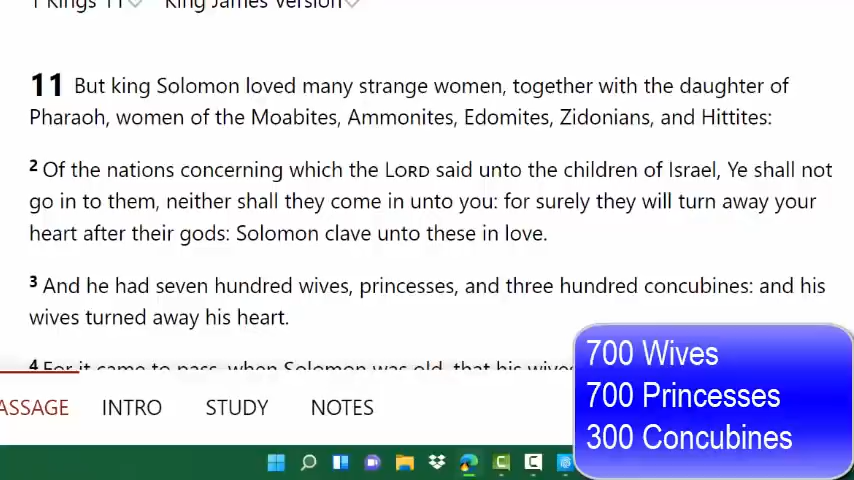 1 Kings 11 King James Version
11 But king Solomon loved many strange women, together with the daughter of
Pharaoh, women of the Moabites, Ammonites, Edomites, Zidonians, and Hittites:
2 Of the nations concerning which the LORD said unto the children of Israel, Ye shall not
go in to them, neither shall they come in unto you: for surely they will turn away your
heart after their gods: Solomon clave unto these in love.
3 And he had seven hundred wives, princesses, and three hundred concubines: and his
wives turned away his heart.
4 For it came to pass, when Solomon was old, that his wives
ASSAGE INTRO STUDY NOTES
700 Wives
700 Princesses
300 Concubines